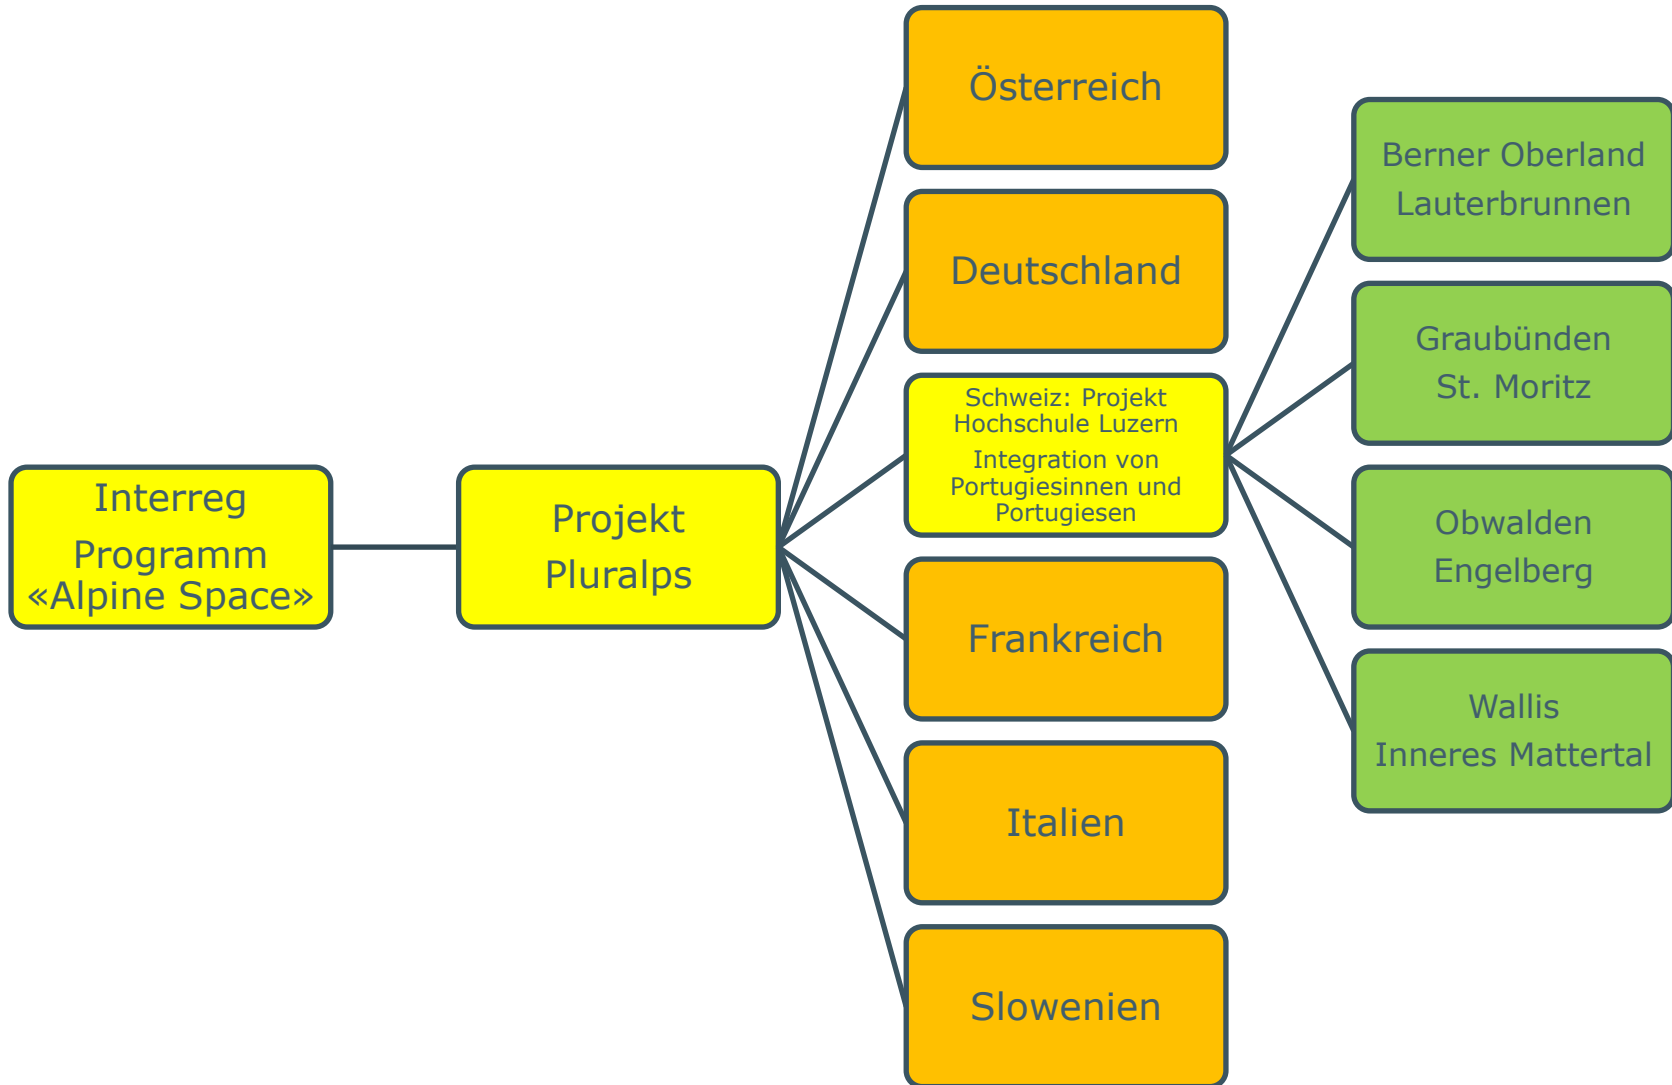 Interreg
Programm
«Alpine Space»
Projekt
Pluralps
Österreich
Deutschland
Schweiz: Projekt
Hochschule Luzern
Integration von
Portugiesinnen und
Portugiesen
Frankreich
Italien
Slowenien
Berner Oberland
Lauterbrunnen
Graubünden
St. Moritz
Obwalden
Engelberg
Wallis
Inneres Mattertal